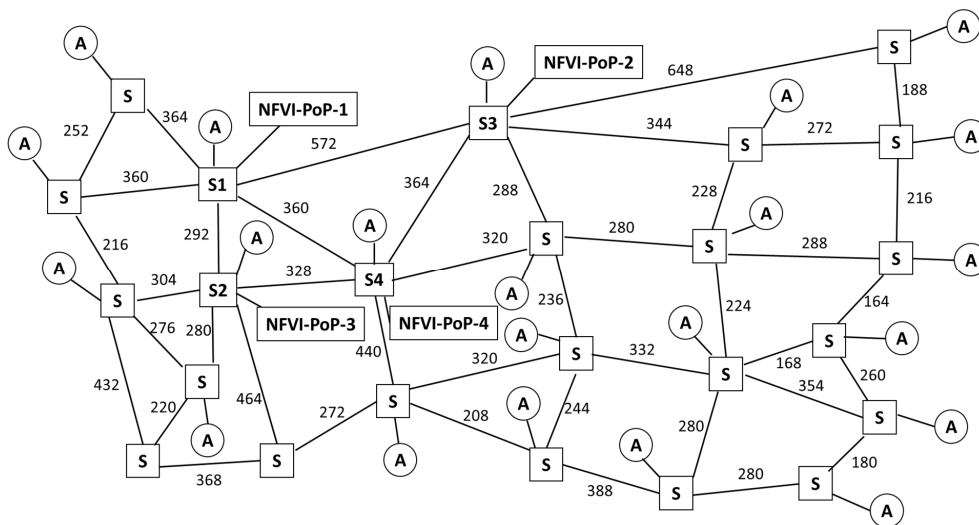 A
A
S
648
NFVI-PoP-2
A
188
S
A
NFVI-PoP-1
364
A
572
S3
344
A
252
A
S
272
S
A
360
S1
364
288
228
216
S
216
292
360
A
A
320
S
280
S
A
288
S
A
A
304
S2
328
S4
A
164
S
276
280
NFVI-PoP-3
NFVI-PoP-4
236
224
A
S
A
440
A
320
S
332
168
260
432
S
220
464
S
272
208
A
244
S
354
S
A
A
A
280
S
S
A
S
180
368
388
A
S
280
S
A